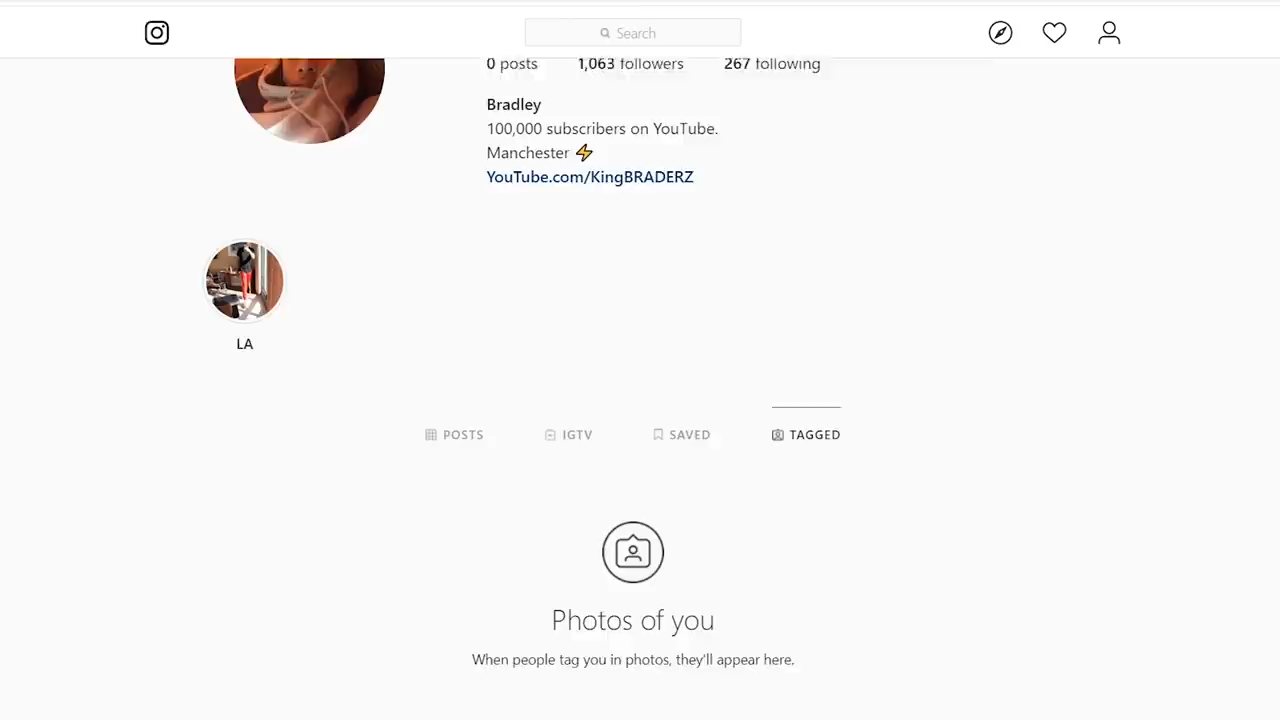 Search
0 posts 1,063 followers 267 following
Bradley
100,000 subscribers on YouTube.
Manchester ⚡
YouTube.com/KingBRADERZ
LA
POSTS IGTV SAVED TAGGED
Photos of you
When people tag you in photos, they'll appear here.